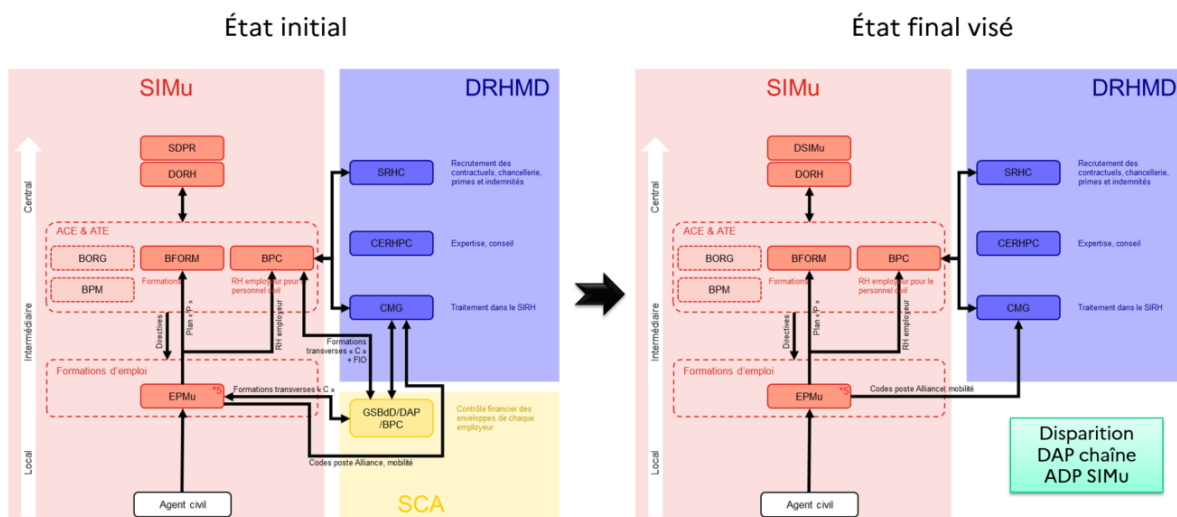 État initial
SIMu
DRHMD
SDPR
DORH
SRHC
Recrutement des
contractuels, chancellerie,
primes et indemnités
ACE & ATE
BORG
BFORM
BPC
CERHPC
Expertise, conseil
BPM
Formations
RH employeur pour le
personnel civil
CMG
Traitement dans le SIRH
Directives
Plan « P »
RH employeur
Formations
transverses « C »
+ FIO
Formations d'emploi
EPMu
*5
Formations transverses « C »
GSBdD/DAP
/BPC
Contrôle financier des
enveloppes de chaque
employeur
Codes poste Alliance, mobilité
Agent civil
SCA
Central
Intermédiaire
Local
État final visé
SIMu
DRHMD
DSIMu
DORH
SRHC
Recrutement des
contractuels, chancellerie,
primes et indemnités
ACE & ATE
BORG
BFORM
BPC
CERHPC
Expertise, conseil
BPM
Formations
RH employeur pour le
personnel civil
CMG
Traitement dans le SIRH
Directives
Plan « P »
RH employeur
Formations d'emploi
EPMu
*5
Codes poste Alliance, mobilité
Agent civil
Central
Intermédiaire
Local
Disparition
DAP chaîne
ADP SIMu